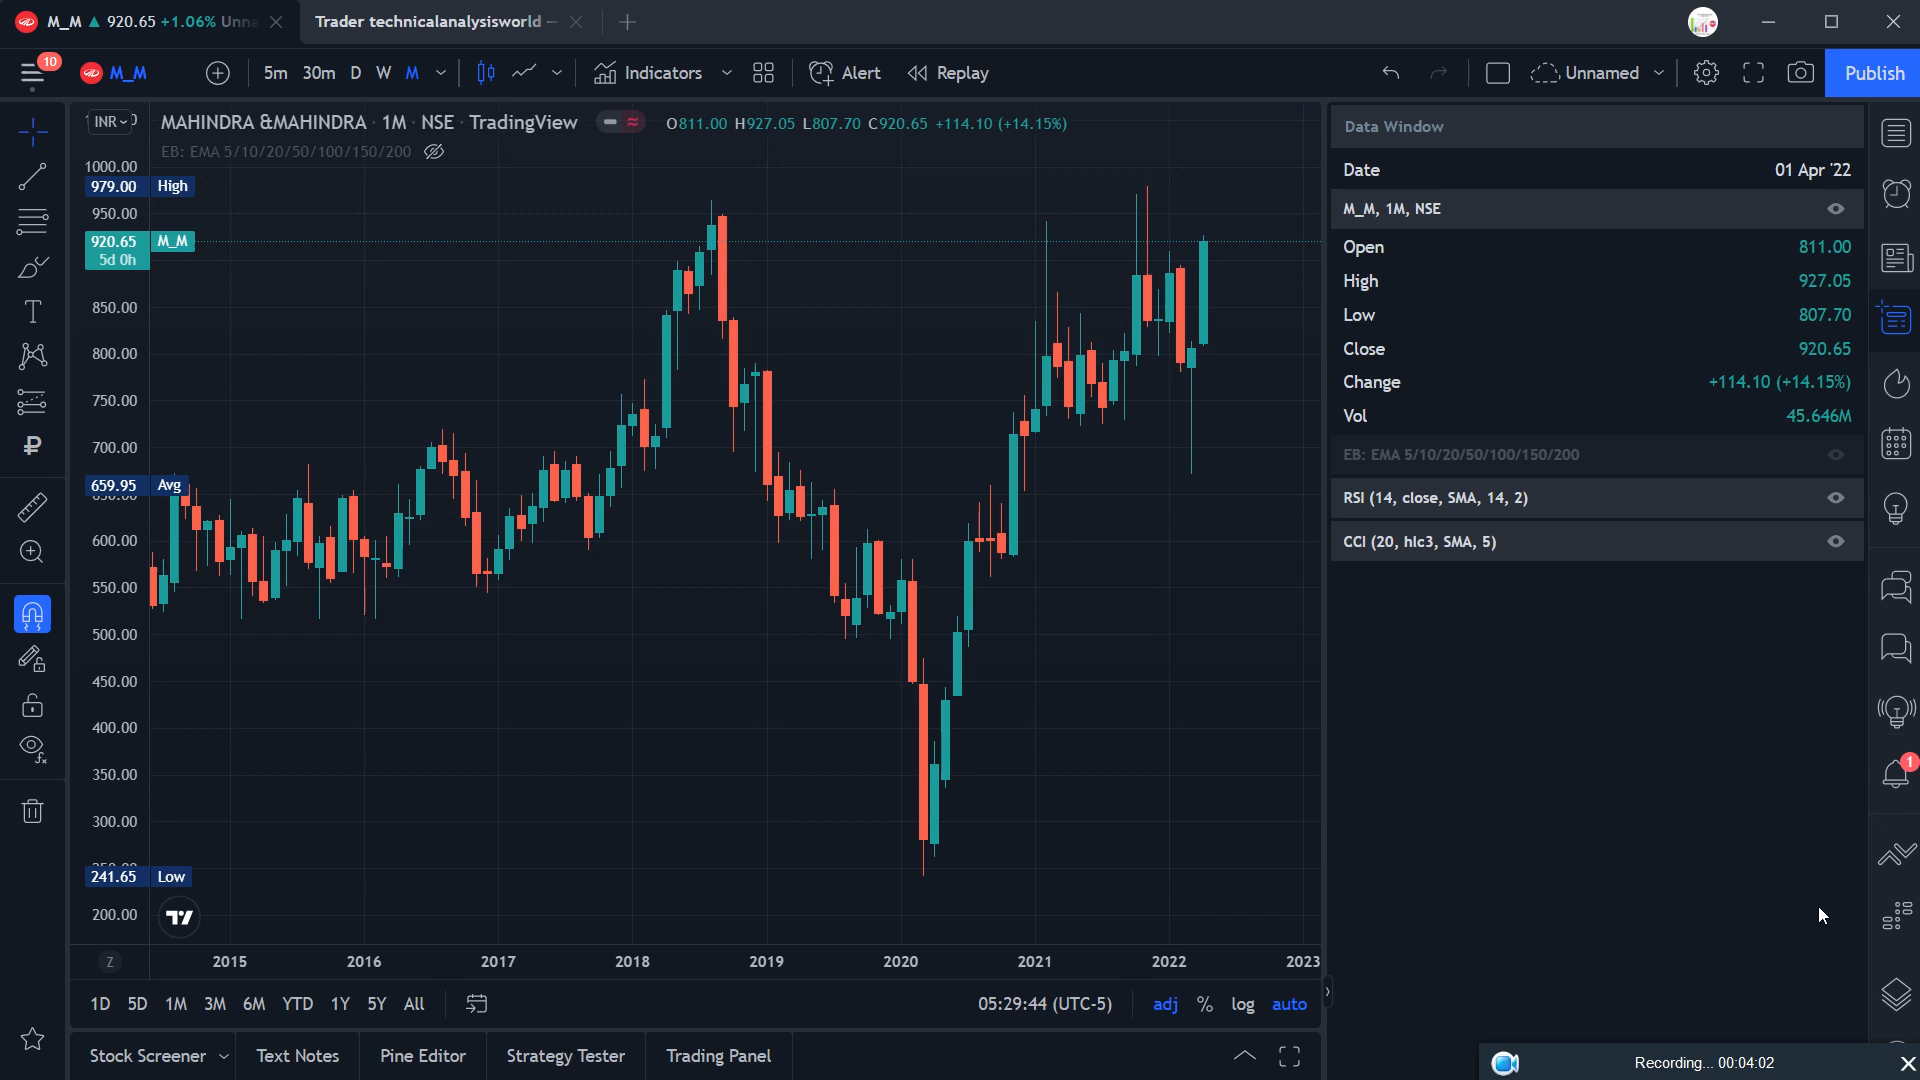 M_M ▲ 920.65 +1.06% Unna
Trader technicalanalysisworld –
10
M_M
5m 30m D W M
Indicators
Alert
Replay
Unnamed
Publish
INR
MAHINDRA &MAHINDRA · 1M · NSE · TradingView
O811.00 H927.05 L807.70 C920.65 +114.10 (+14.15%)
EB: EMA 5/10/20/50/100/150/200
1000.00
979.00 High
950.00
920.65 M_M
5d 0h
850.00
800.00
750.00
700.00
659.95 Avg
600.00
550.00
500.00
450.00
400.00
350.00
300.00
241.65 Low
200.00
Z
2015 2016 2017 2018 2019 2020 2021 2022 2023
1D 5D 1M 3M 6M YTD 1Y 5Y All
05:29:44 (UTC-5)
adj % log auto
Stock Screener
Text Notes
Pine Editor
Strategy Tester
Trading Panel
Data Window
Date 01 Apr '22
M_M, 1M, NSE
Open 811.00
High 927.05
Low 807.70
Close 920.65
Change +114.10 (+14.15%)
Vol 45.646M
EB: EMA 5/10/20/50/100/150/200
RSI (14, close, SMA, 14, 2)
CCI (20, hlc3, SMA, 5)
1
Recording... 00:04:02